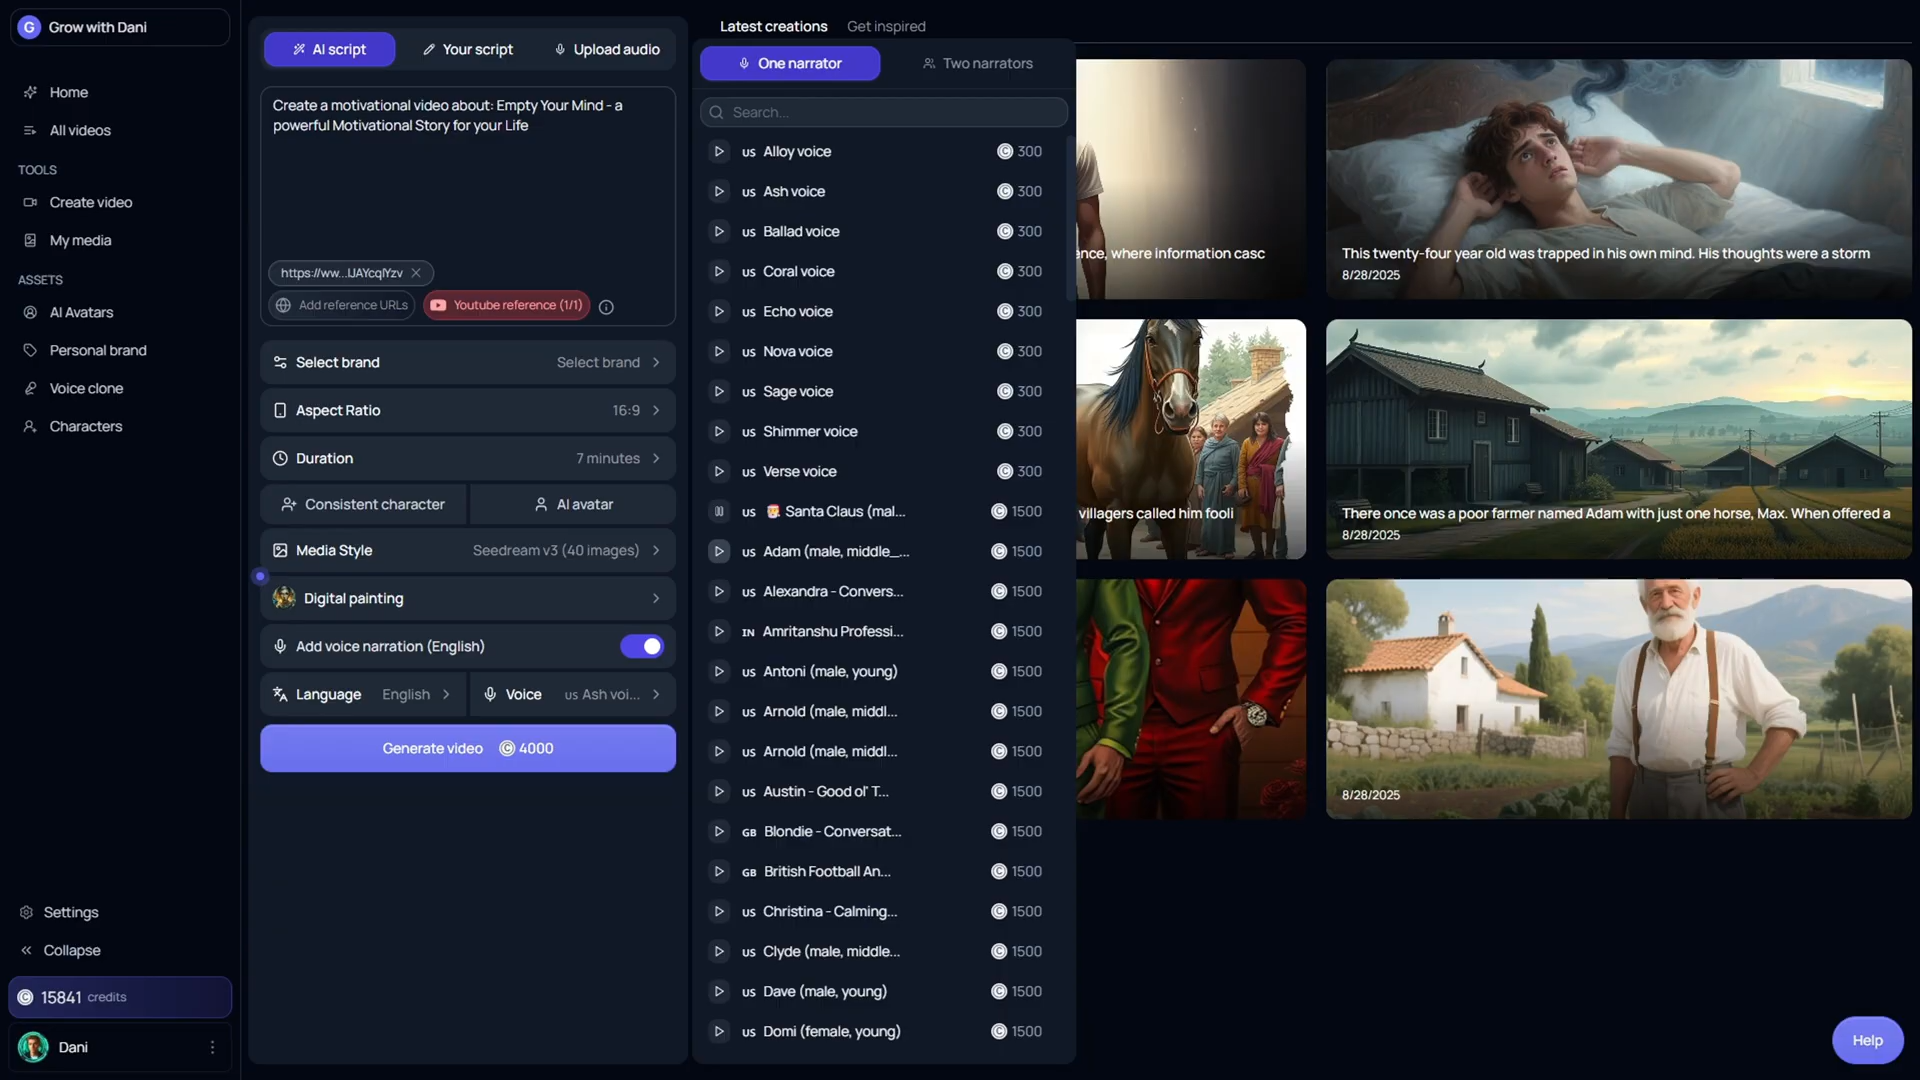 G Grow with Dani
Home
All videos
TOOLS
Create video
My media
ASSETS
AI Avatars
Personal brand
Voice clone
Characters
Settings
Collapse
15841 credits
Dani
AI script
Your script
Upload audio
Create a motivational video about: Empty Your Mind - a
powerful Motivational Story for your Life
https://ww...IJAYcqlYzv
Add reference URLs
Youtube reference (1/1)
Select brand Select brand
Aspect Ratio 16:9
Duration 7 minutes
Consistent character
AI avatar
Media Style Seedream v3 (40 images)
Digital painting
Add voice narration (English)
Language English
Voice us Ash voi...
Generate video 4000
Latest creations
Get inspired
One narrator
Two narrators
Search...
US Alloy voice 300
US Ash voice 300
US Ballad voice 300
US Coral voice 300
US Echo voice 300
US Nova voice 300
US Sage voice 300
US Shimmer voice 300
US Verse voice 300
US 🎅 Santa Claus (mal... 1500
US Adam (male, middle_... 1500
US Alexandra - Convers... 1500
IN Amritanshu Professi... 1500
US Antoni (male, young) 1500
US Arnold (male, middl... 1500
US Arnold (male, middl... 1500
US Austin - Good ol' T... 1500
GB Blondie - Conversat... 1500
GB British Football An... 1500
US Christina - Calming... 1500
US Clyde (male, middle... 1500
US Dave (male, young) 1500
US Domi (female, young) 1500
ence, where information casc
This twenty-four year old was trapped in his own mind. His thoughts were a storm
8/28/2025
villagers called him fooli
There once was a poor farmer named Adam with just one horse, Max. When offered a
8/28/2025
8/28/2025
Help